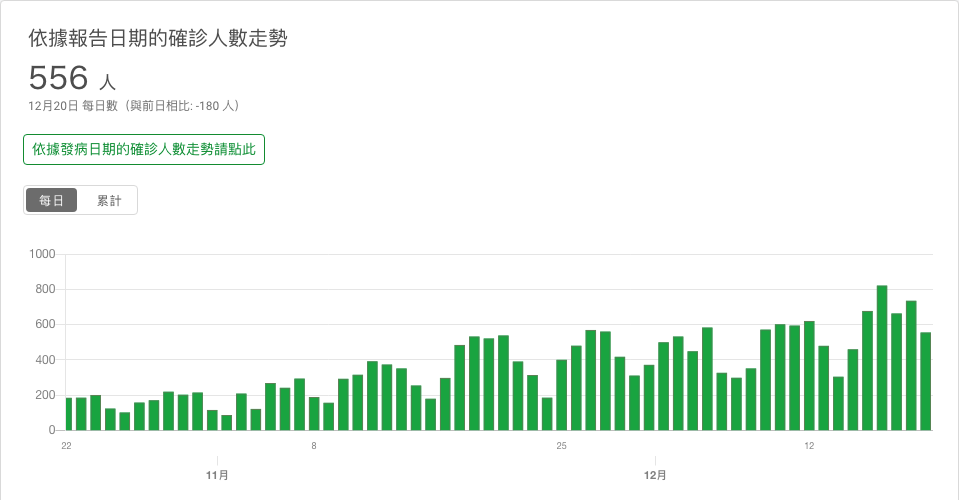 依據報告日期的確診人數走勢
556 人
12月20日 每日數（與前日相比: -180 人）
依據發病日期的確診人數走勢請點此
每日 累計
1000
800
600
400
200
0
22 8 25 12
11月 12月